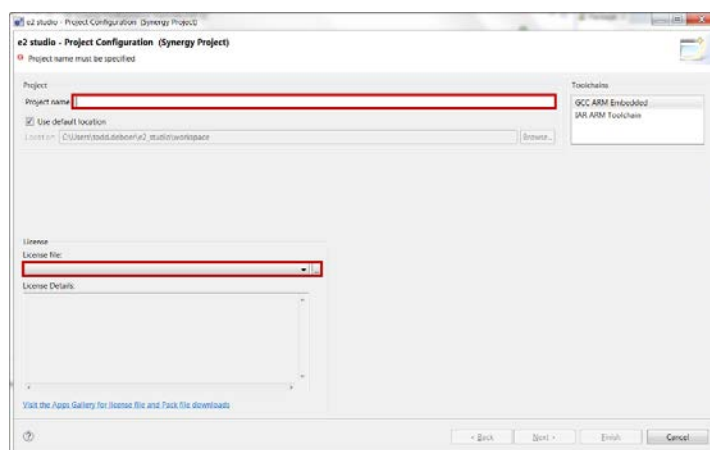 e2 studio - Project Configuration (Synergy Project)
e2 studio - Project Configuration (Synergy Project)
Project name must be specified
Project
Project name
Use default location
Location: C:\Users\todd.deboer\e2_studio\workspace
Browse...
Toolchains
GCC ARM Embedded
IAR ARM Toolchain
License
License file:
...
License Details:
Visit the Apps Gallery for license file and Pack file downloads
?
< Back
Next >
Finish
Cancel